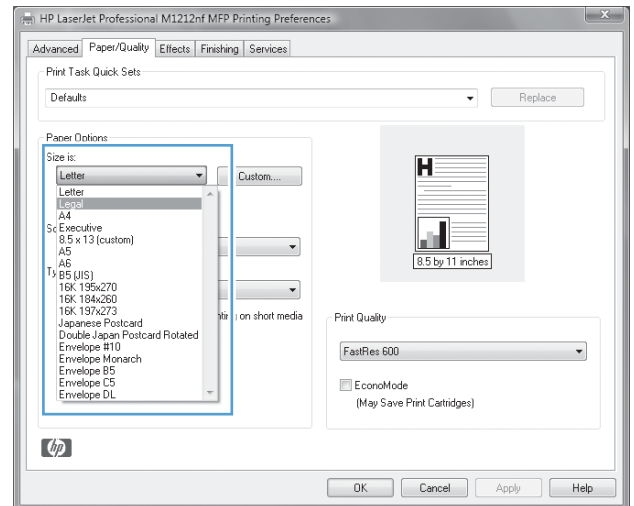 HP LaserJet Professional M1212nf MFP Printing Preferences
Advanced Paper/Quality Effects Finishing Services
Print Task Quick Sets
Defaults
Replace
Paper Options
Size is:
Letter
Custom....
Letter
Legal
A4
Executive
8.5 x 13 (custom)
A5
A6
B5 (JIS)
16K 195x270
16K 184x260
16K 197x273
Japanese Postcard
Double Japan Postcard Rotated
Envelope #10
Envelope Monarch
Envelope B5
Envelope C5
Envelope DL
on short media
H
8.5 by 11 inches
Print Quality
FastRes 600
EconoMode
(May Save Print Cartridges)
hp
OK Cancel Apply Help